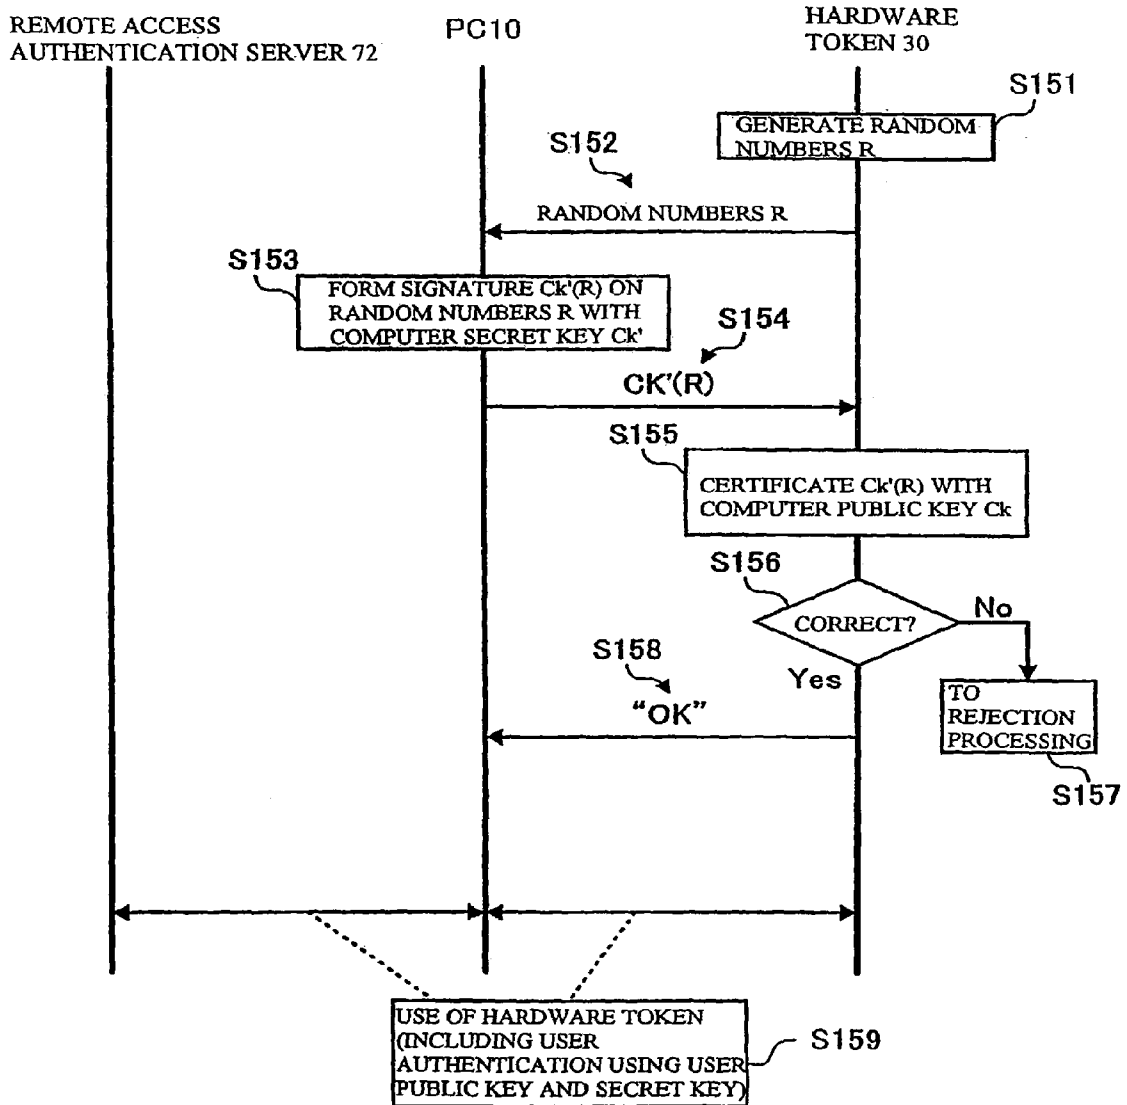 REMOTE ACCESS
AUTHENTICATION SERVER 72
PC10
HARDWARE
TOKEN 30
S151
GENERATE RANDOM
NUMBERS R
S152
RANDOM NUMBERS R
S153
FORM SIGNATURE Ck'(R) ON
RANDOM NUMBERS R WITH
COMPUTER SECRET KEY Ck'
S154
CK'(R)
S155
CERTIFICATE Ck'(R) WITH
COMPUTER PUBLIC KEY Ck
S156
CORRECT?
No
Yes
S158
“OK”
TO
REJECTION
PROCESSING
S157
USE OF HARDWARE TOKEN
(INCLUDING USER
AUTHENTICATION USING USER
PUBLIC KEY AND SECRET KEY)
S159